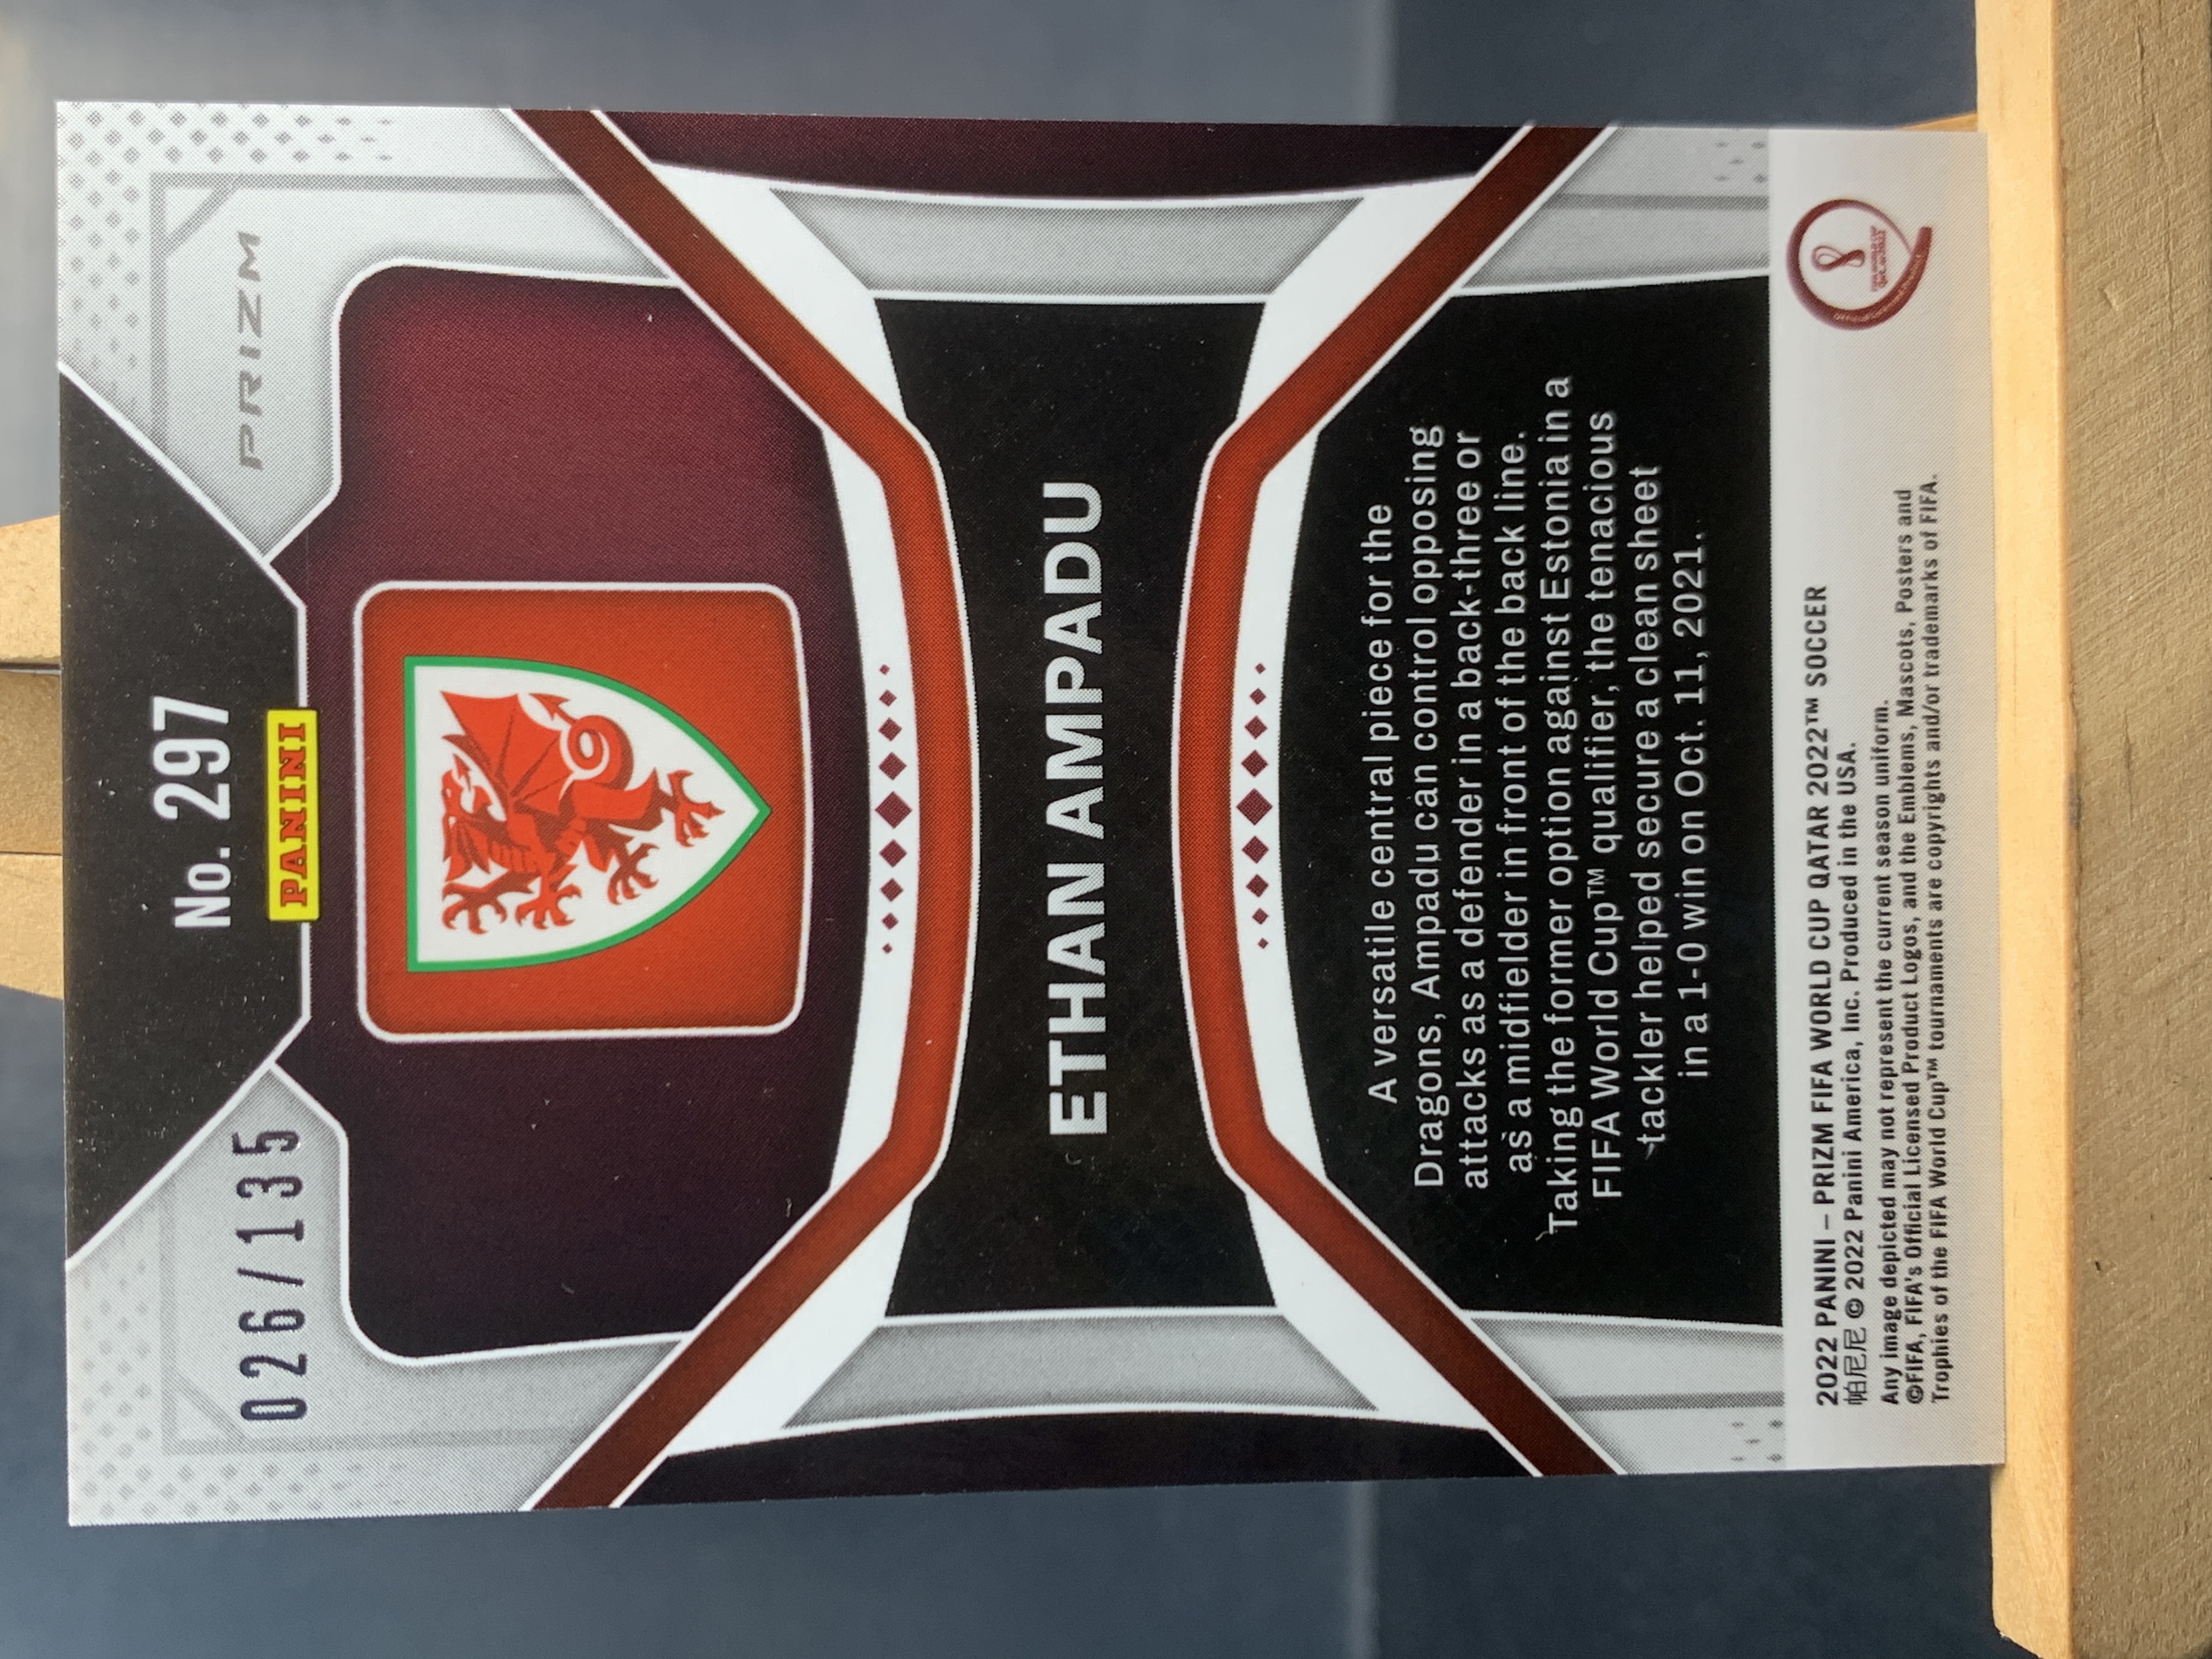 026/135
No. 297
PRIZM
PANINI
ETHAN AMPADU
A versatile central piece for the
Dragons, Ampadu can control opposing
attacks as a defender in a back-three or
as a midfielder in front of the back line.
Taking the former option against Estonia in a
FIFA World Cup™ qualifier, the tenacious
tackler helped secure a clean sheet
in a 1-0 win on Oct. 11, 2021.
2022 PANINI – PRIZM FIFA WORLD CUP QATAR 2022™ SOCCER
帕尼尼 © 2022 Panini America, Inc. Produced in the USA.
Any image depicted may not represent the current season uniform.
©FIFA, FIFA's Official Licensed Product Logos, and the Emblems, Mascots, Posters and
Trophies of the FIFA World Cup™ tournaments are copyrights and/or trademarks of FIFA.